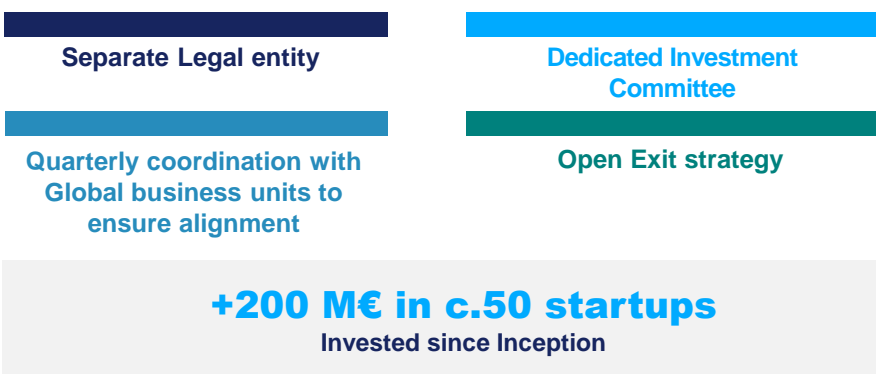 Separate Legal entity
Dedicated Investment
Committee
Quarterly coordination with
Global business units to
ensure alignment
Open Exit strategy
+200 M€ in c.50 startups
Invested since Inception